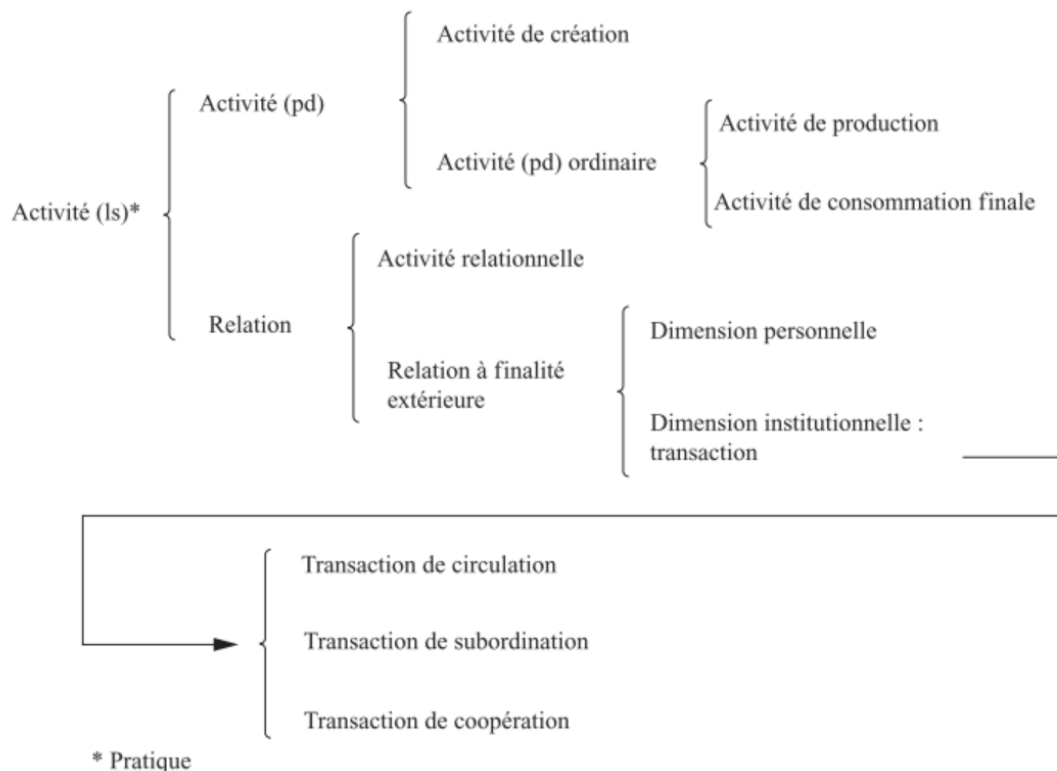 Activité de création
Activité (pd)
Activité de production
Activité (pd) ordinaire
Activité de consommation finale
Activité (ls)*
Activité relationnelle
Relation
Dimension personnelle
Relation à finalité
extérieure
Dimension institutionnelle :
transaction
Transaction de circulation
Transaction de subordination
Transaction de coopération
* Pratique